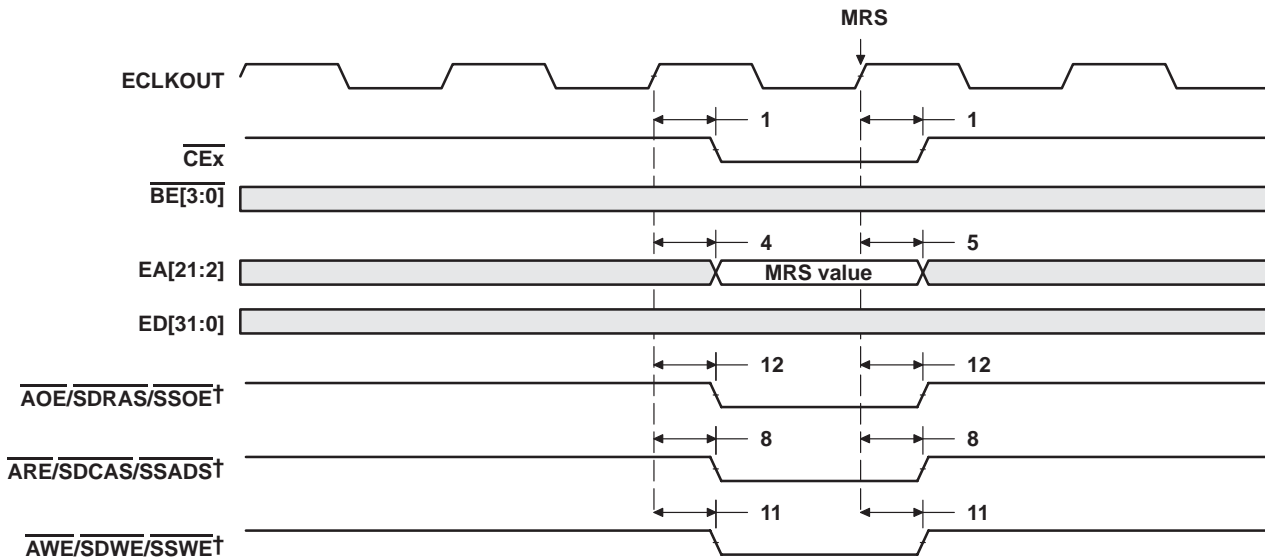 MRS
ECLKOUT
1 1
CEx
BE[3:0]
4 5
EA[21:2] MRS value
ED[31:0]
12 12
AOE/SDRAS/SSOE†
8 8
ARE/SDCAS/SSADS†
11 11
AWE/SDWE/SSWE†